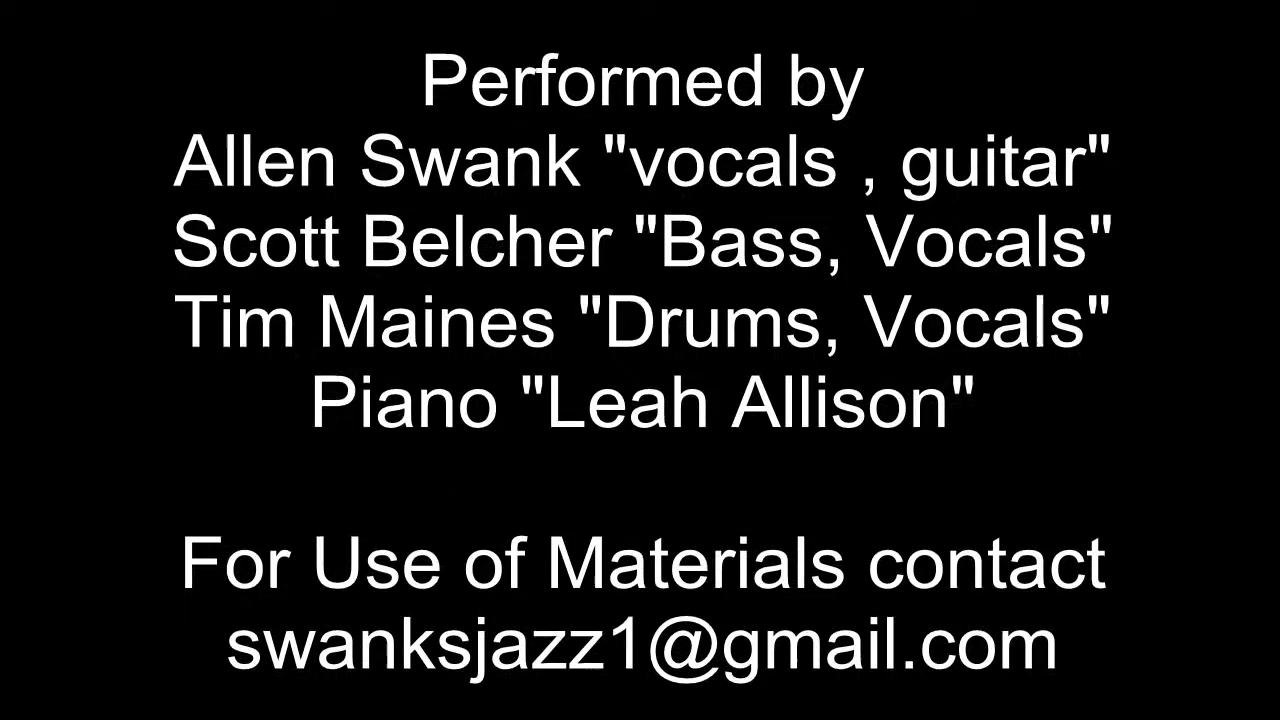 Performed by
Allen Swank "vocals , guitar"
Scott Belcher "Bass, Vocals"
Tim Maines "Drums, Vocals"
Piano "Leah Allison"
For Use of Materials contact
swanksjazz1@gmail.com